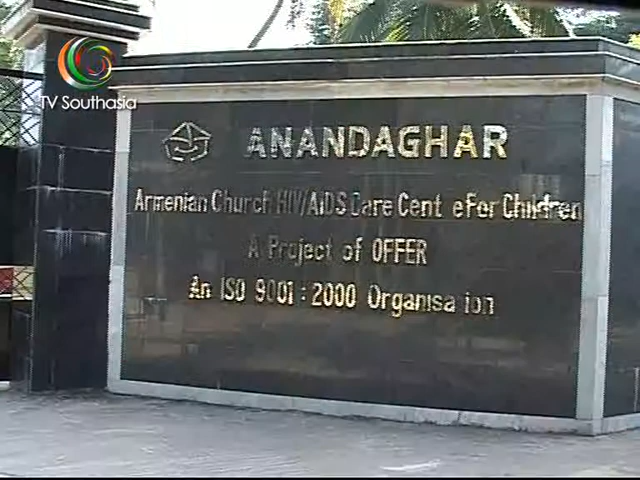 TV Southasia
ANANDAGHAR
Armenian Church HIV/AIDS Care Cent e For Children
A Project of OFFER
An ISO 9001 : 2000 Organisa ion